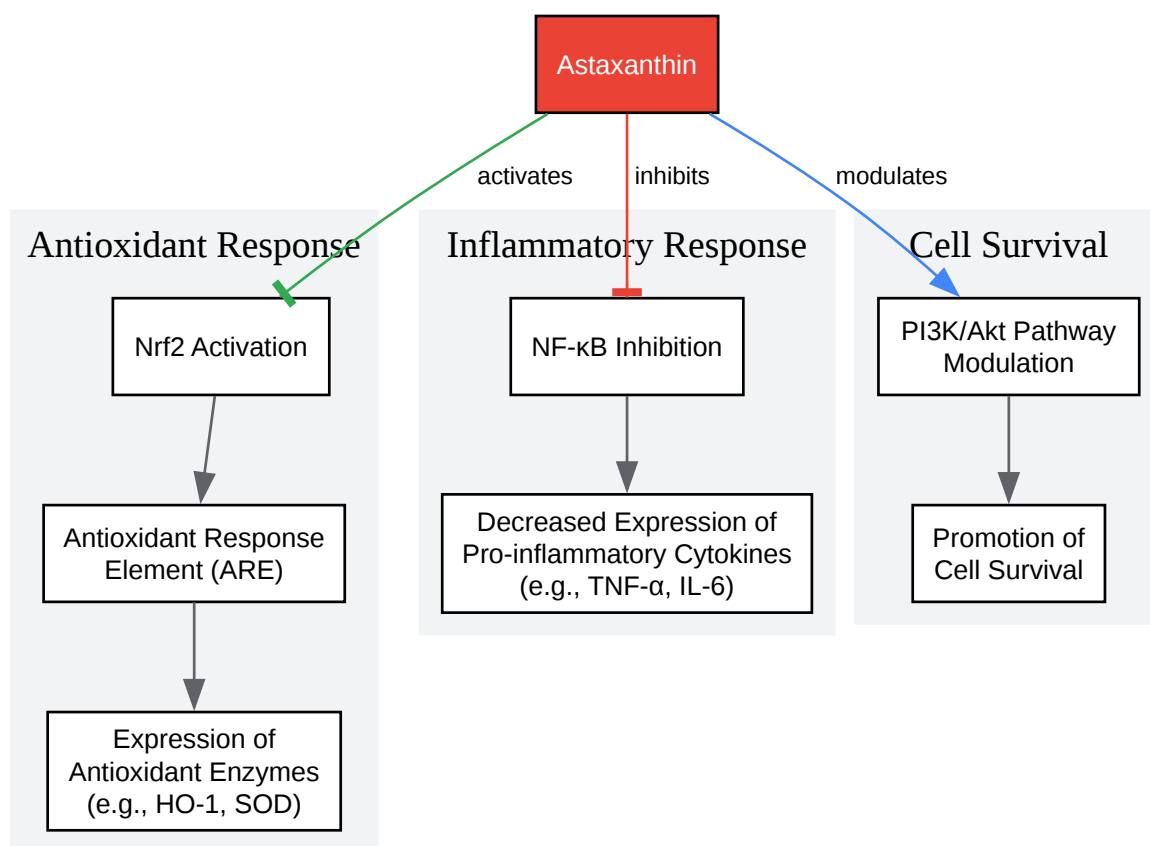 Astaxanthin
activates
inhibits
modulates
Antioxidant Response
Inflammatory Response
Cell Survival
Nrf2 Activation
NF-κB Inhibition
PI3K/Akt Pathway
Modulation
Antioxidant Response
Element (ARE)
Decreased Expression of
Pro-inflammatory Cytokines
(e.g., TNF-α, IL-6)
Promotion of
Cell Survival
Expression of
Antioxidant Enzymes
(e.g., HO-1, SOD)